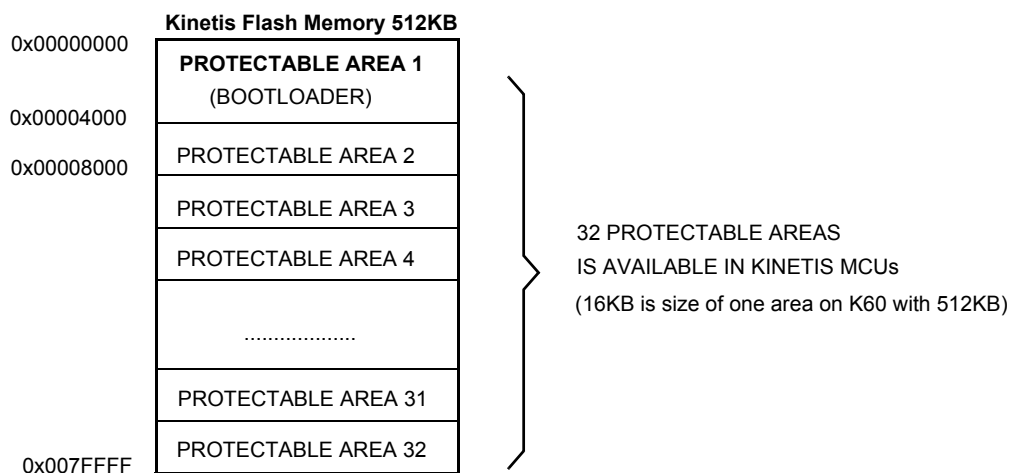 Kinetis Flash Memory 512KB
0x00000000
PROTECTABLE AREA 1
(BOOTLOADER)
0x00004000
PROTECTABLE AREA 2
0x00008000
PROTECTABLE AREA 3
PROTECTABLE AREA 4
...................
PROTECTABLE AREA 31
PROTECTABLE AREA 32
0x007FFFF
32 PROTECTABLE AREAS
IS AVAILABLE IN KINETIS MCUs
(16KB is size of one area on K60 with 512KB)